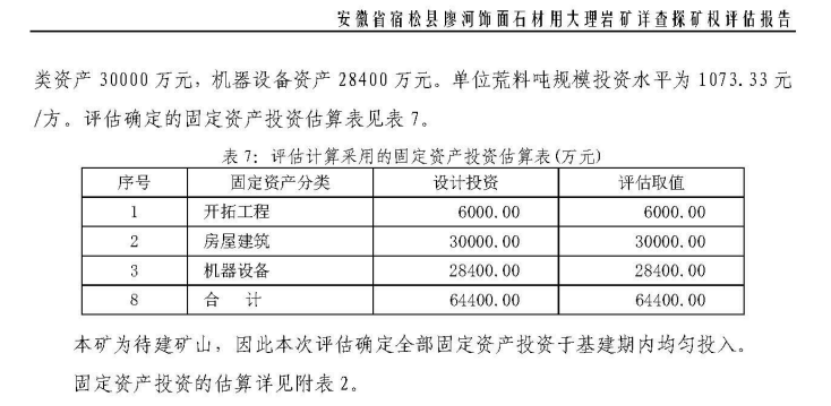 安徽省宿松县廖河饰面石材用大理岩矿详查探矿权评估报告
类资产 30000 万元，机器设备资产 28400 万元。单位荒料吨规模投资水平为 1073.33 元
/方。评估确定的固定资产投资估算表见表 7。
表 7：评估计算采用的固定资产投资估算表(万元)
序号 固定资产分类 设计投资 评估取值
1 开拓工程 6000.00 6000.00
2 房屋建筑 30000.00 30000.00
3 机器设备 28400.00 28400.00
8 合 计 64400.00 64400.00
本矿为待建矿山，因此本次评估确定全部固定资产投资于基建期内均匀投入。
固定资产投资的估算详见附表 2。